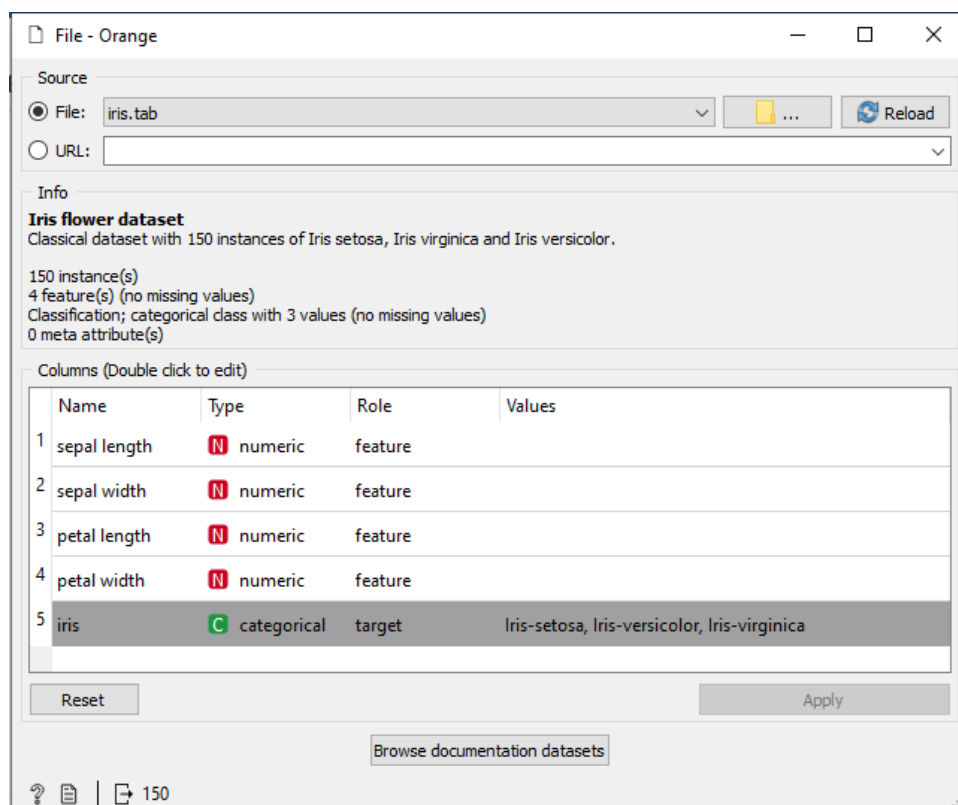 File - Orange
Source
File: iris.tab ... Reload
URL:
Info
Iris flower dataset
Classical dataset with 150 instances of Iris setosa, Iris virginica and Iris versicolor.
150 instance(s)
4 feature(s) (no missing values)
Classification; categorical class with 3 values (no missing values)
0 meta attribute(s)
Columns (Double click to edit)
Name Type Role Values
1 sepal length N numeric feature
2 sepal width N numeric feature
3 petal length N numeric feature
4 petal width N numeric feature
5 iris C categorical target Iris-setosa, Iris-versicolor, Iris-virginica
Reset Apply
Browse documentation datasets
? 150